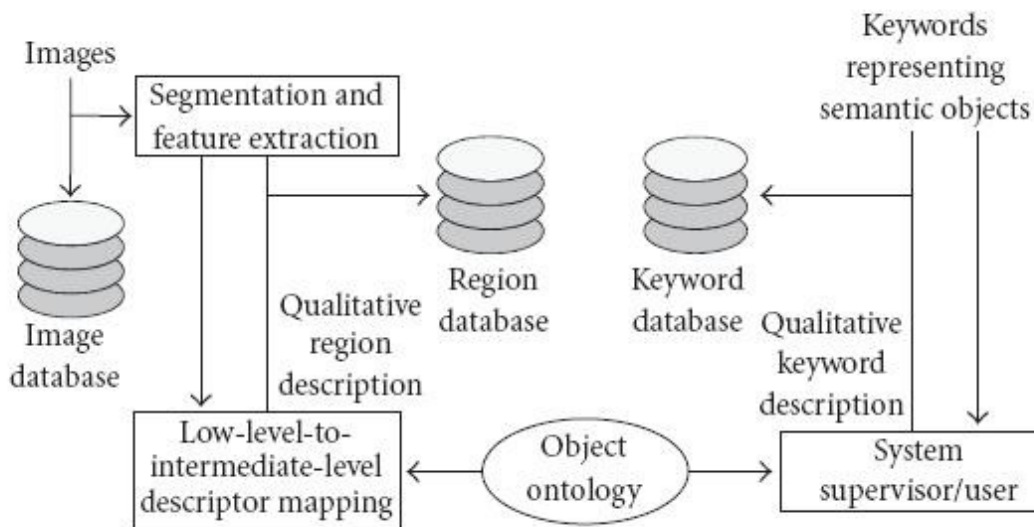 Images
Segmentation and
feature extraction
Keywords
representing
semantic objects
Image
database
Region
database
Keyword
database
Qualitative
region
description
Qualitative
keyword
description
Low-level-to-
intermediate-level
descriptor mapping
Object
ontology
System
supervisor/user